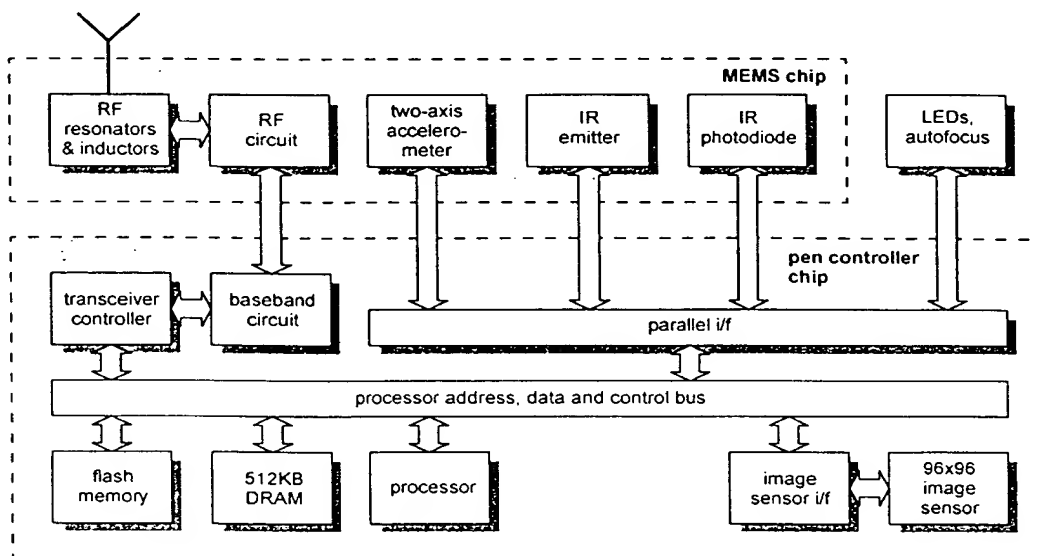 MEMS chip
RF
resonators
& inductors
RF
circuit
two-axis
accelero-
meter
IR
emitter
IR
photodiode
LEDs,
autofocus
pen controller
chip
transceiver
controller
baseband
circuit
parallel i/f
processor address, data and control bus
flash
memory
512KB
DRAM
processor
image
sensor i/f
96x96
image
sensor